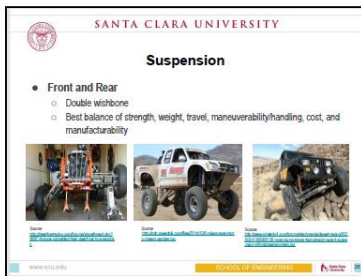 SANTA CLARA UNIVERSITY
Suspension
● Front and Rear
○ Double wishbone
○ Best balance of strength, weight, travel, maneuverability/handling, cost, and
manufacturability
Source:
Source:
Source:
www.scu.edu
SCHOOL OF ENGINEERING